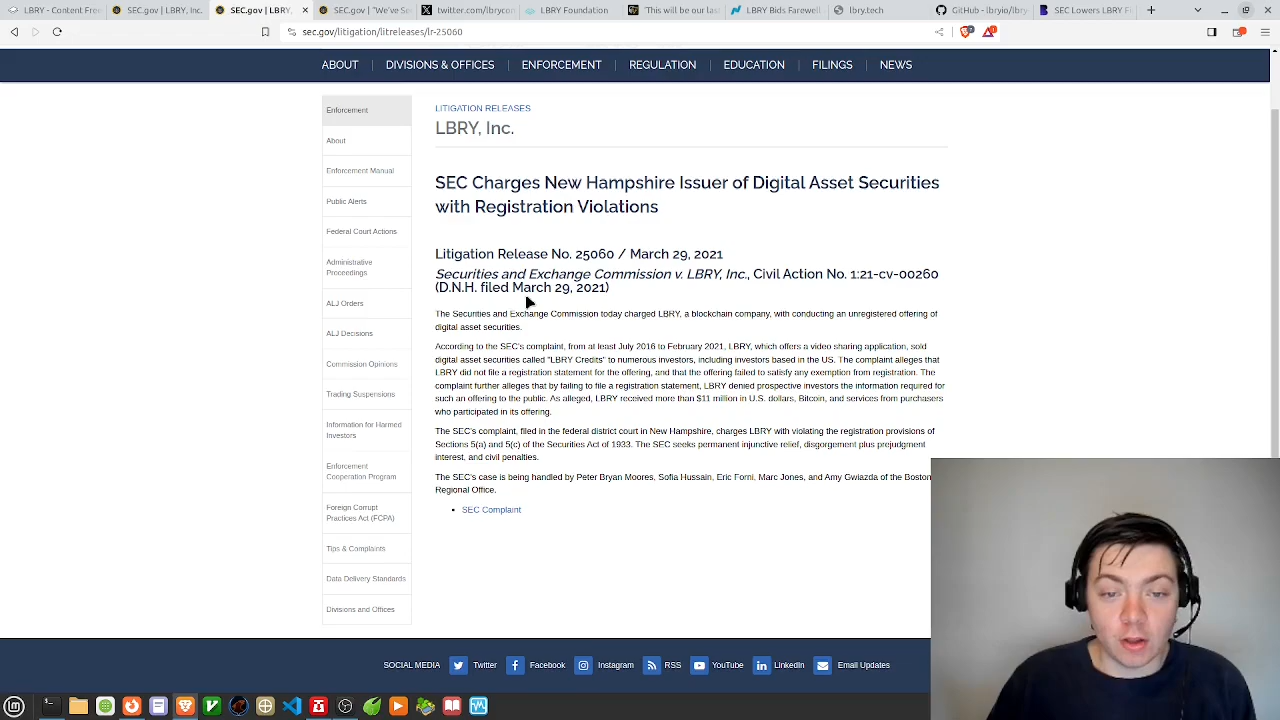 LBRY - Content Free
SEC.gov | LBRY, Inc.
SEC.gov | LBRY,
SEC.gov | "We've Se
twitter.com/lbrycon
LBRY Foundation
'This will be our last
LBRY Bids Farewell
lbry.tech
GitHub - lbryio/lbry
SEC Lowers LBRY Fi
sec.gov/litigation/litreleases/lr-25060
ABOUT
DIVISIONS & OFFICES
ENFORCEMENT
REGULATION
EDUCATION
FILINGS
NEWS
Enforcement
About
Enforcement Manual
Public Alerts
Federal Court Actions
Administrative
Proceedings
ALJ Orders
ALJ Decisions
Commission Opinions
Trading Suspensions
Information for Harmed
Investors
Enforcement
Cooperation Program
Foreign Corrupt
Practices Act (FCPA)
Tips & Complaints
Data Delivery Standards
Divisions and Offices
LITIGATION RELEASES
LBRY, Inc.
SEC Charges New Hampshire Issuer of Digital Asset Securities
with Registration Violations
Litigation Release No. 25060 / March 29, 2021
Securities and Exchange Commission v. LBRY, Inc., Civil Action No. 1:21-cv-00260
(D.N.H. filed March 29, 2021)
The Securities and Exchange Commission today charged LBRY, a blockchain company, with conducting an unregistered offering of
digital asset securities.
According to the SEC's complaint, from at least July 2016 to February 2021, LBRY, which offers a video sharing application, sold
digital asset securities called "LBRY Credits" to numerous investors, including investors based in the US. The complaint alleges that
LBRY did not file a registration statement for the offering, and that the offering failed to satisfy any exemption from registration. The
complaint further alleges that by failing to file a registration statement, LBRY denied prospective investors the information required for
such an offering to the public. As alleged, LBRY received more than $11 million in U.S. dollars, Bitcoin, and services from purchasers
who participated in its offering.
The SEC's complaint, filed in the federal district court in New Hampshire, charges LBRY with violating the registration provisions of
Sections 5(a) and 5(c) of the Securities Act of 1933. The SEC seeks permanent injunctive relief, disgorgement plus prejudgment
interest, and civil penalties.
The SEC's case is being handled by Peter Bryan Moores, Sofia Hussain, Eric Forni, Marc Jones, and Amy Gwiazda of the Boston
Regional Office.
SEC Complaint
SOCIAL MEDIA
Twitter
Facebook
Instagram
RSS
YouTube
LinkedIn
Email Updates